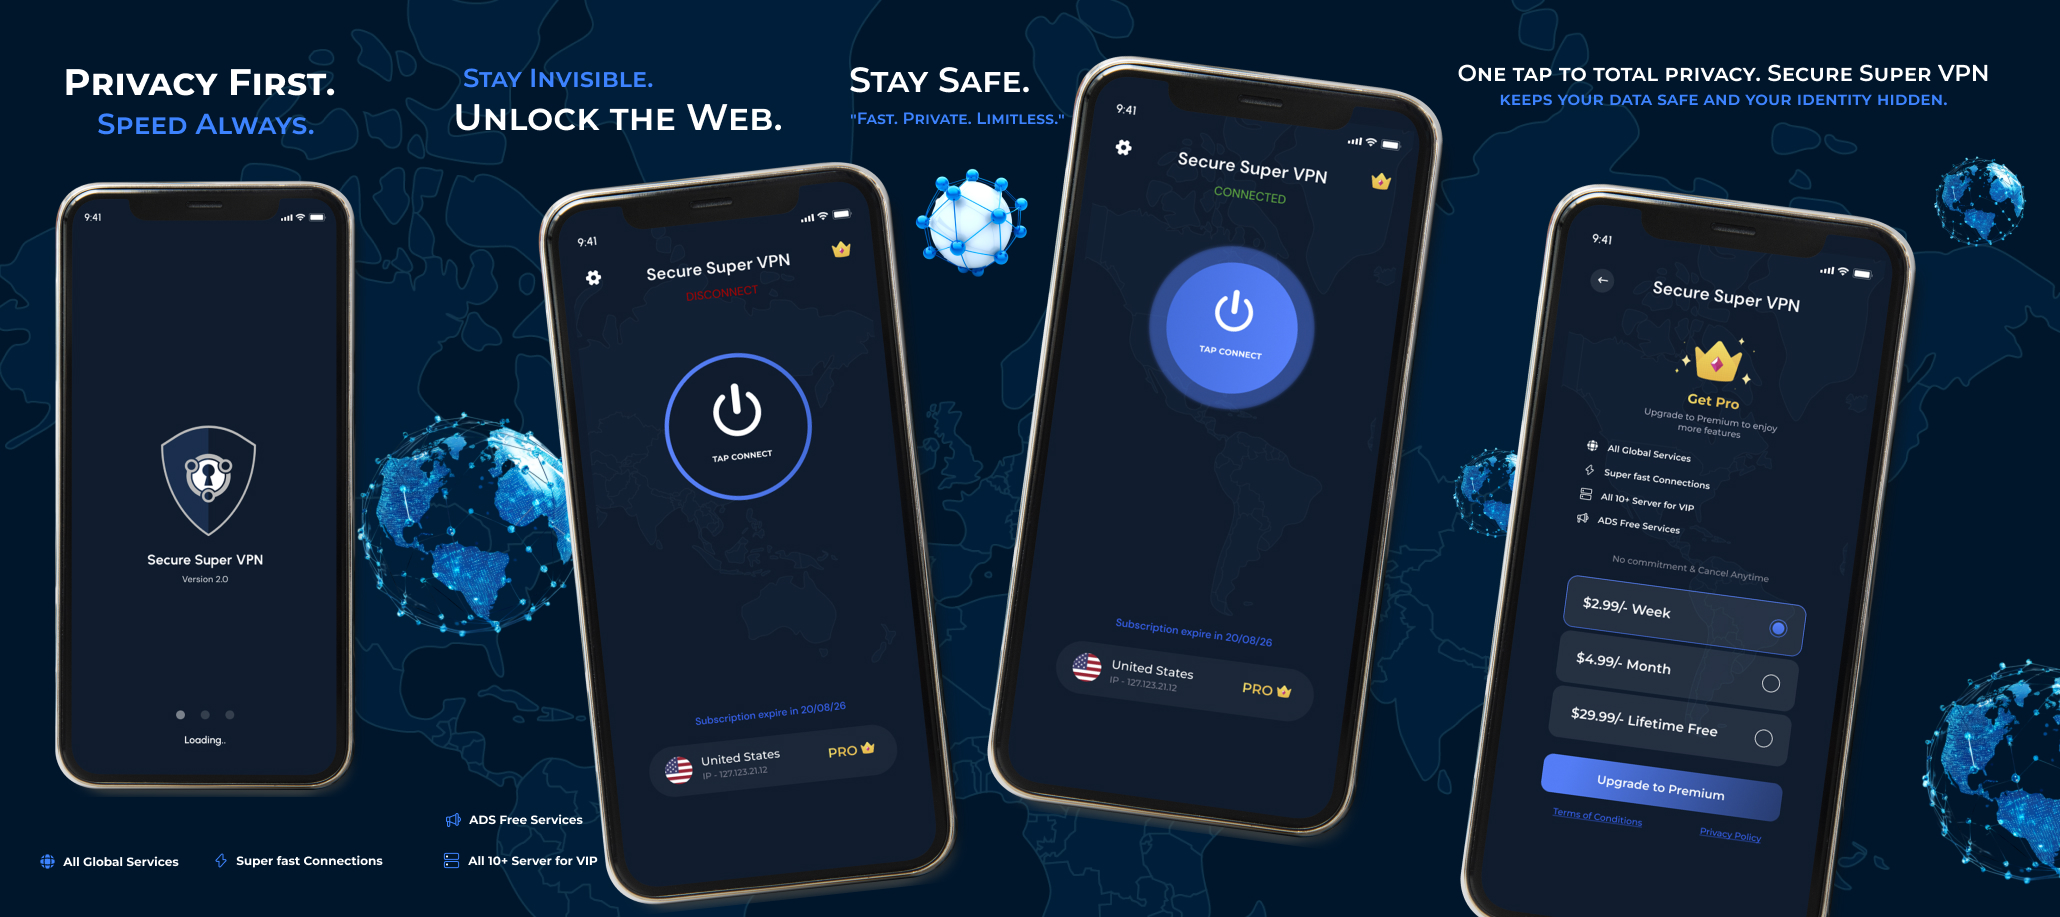 Privacy First.
Speed Always.
9:41
Secure Super VPN
Version 2.0
Loading..
All Global Services
Super fast Connections
ADS Free Services
All 10+ Server for VIP
Stay Invisible.
Unlock the Web.
9:41
Secure Super VPN
DISCONNECT
TAP CONNECT
Subscription expire in 20/08/26
United States
IP - 127.123.21.12
PRO
Stay Safe.
"Fast. Private. Limitless."
9:41
Secure Super VPN
CONNECTED
TAP CONNECT
Subscription expire in 20/08/26
United States
IP - 127.123.21.12
PRO
One tap to total privacy. Secure Super VPN
keeps your data safe and your identity hidden.
9:41
Secure Super VPN
Get Pro
Upgrade to Premium to enjoy
more features
All Global Services
Super fast Connections
All 10+ Server for VIP
ADS Free Services
No commitment & Cancel Anytime
$2.99/- Week
$4.99/- Month
$29.99/- Lifetime Free
Upgrade to Premium
Terms of Conditions
Privacy Policy